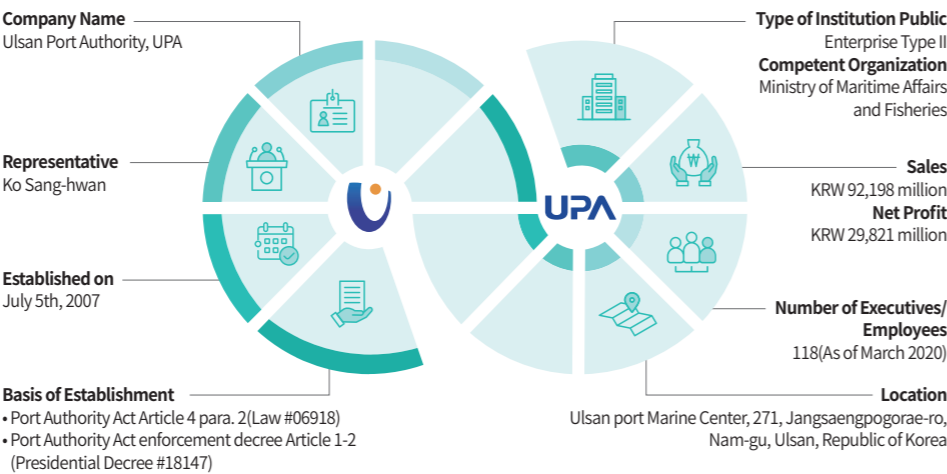 Company Name
Ulsan Port Authority, UPA
Representative
Ko Sang-hwan
Established on
July 5th, 2007
Basis of Establishment
• Port Authority Act Article 4 para. 2(Law #06918)
• Port Authority Act enforcement decree Article 1-2
(Presidential Decree #18147)
UPA
₩
Type of Institution Public
Enterprise Type II
Competent Organization
Ministry of Maritime Affairs
and Fisheries
Sales
KRW 92,198 million
Net Profit
KRW 29,821 million
Number of Executives/
Employees
118(As of March 2020)
Location
Ulsan port Marine Center, 271, Jangsaengpogorae-ro,
Nam-gu, Ulsan, Republic of Korea